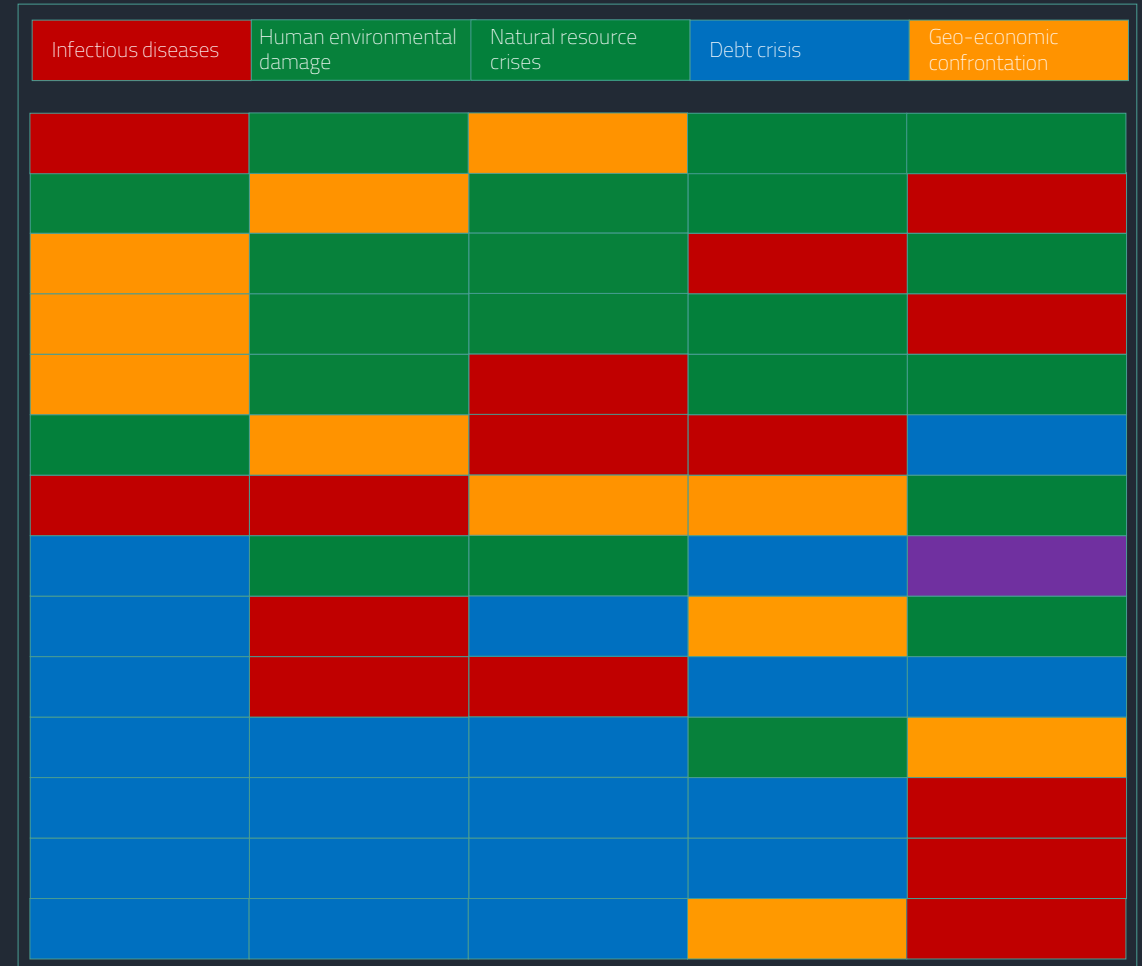 Infectious diseases
Human environmental
damage
Natural resource
crises
Debt crisis
Geo-economic
confrontation